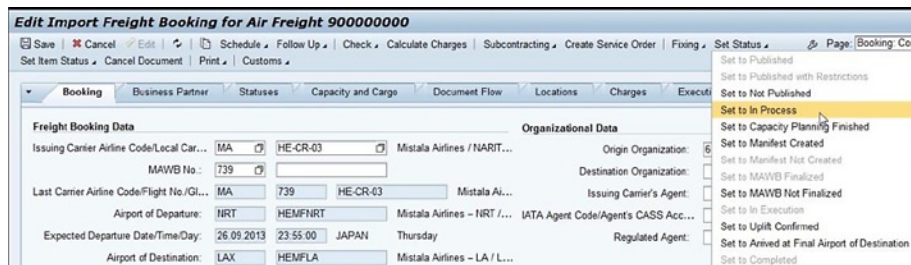 Edit Import Freight Booking for Air Freight 900000000
Save Cancel Edit Schedule Follow Up Check Calculate Charges Subcontracting Create Service Order Fixing Set Status Page: Booking: Co
Set Item Status Cancel Document Print Customs
Booking Business Partner Statuses Capacity and Cargo Document Flow Locations Charges Executi
Freight Booking Data
Issuing Carrier Airline Code/Local Car... MA HE-CR-03 Mistala Airlines / NARIT...
MAWB No.: 739
Last Carrier Airline Code/Flight No./Gl... MA 739 HE-CR-03 Mistala Ai...
Airport of Departure: NRT HEMFNRT Mistala Airlines – NRT /...
Expected Departure Date/Time/Day: 26.09.2013 23:55:00 JAPAN Thursday
Airport of Destination: LAX HEMFLA Mistala Airlines – LA / L...
Organizational Data
Origin Organization: 6
Destination Organization:
Issuing Carrier's Agent:
IATA Agent Code/Agent's CASS Acc...
Regulated Agent:
Set to Published
Set to Published with Restrictions
Set to Not Published
Set to In Process
Set to Capacity Planning Finished
Set to Manifest Created
Set to Manifest Not Created
Set to MAWB Finalized
Set to MAWB Not Finalized
Set to In Execution
Set to Uplift Confirmed
Set to Arrived at Final Airport of Destination
Set to Completed